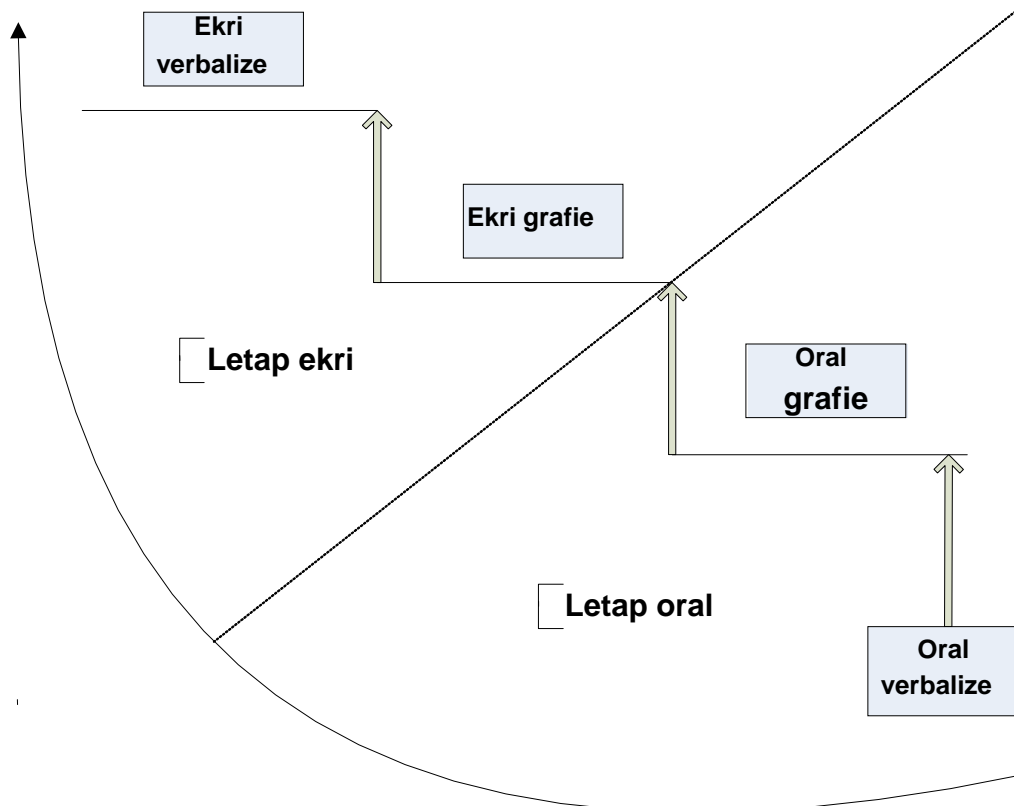 Ekri
verbalize
Ekri grafie
Letap ekri
Oral
grafie
Letap oral
Oral
verbalize